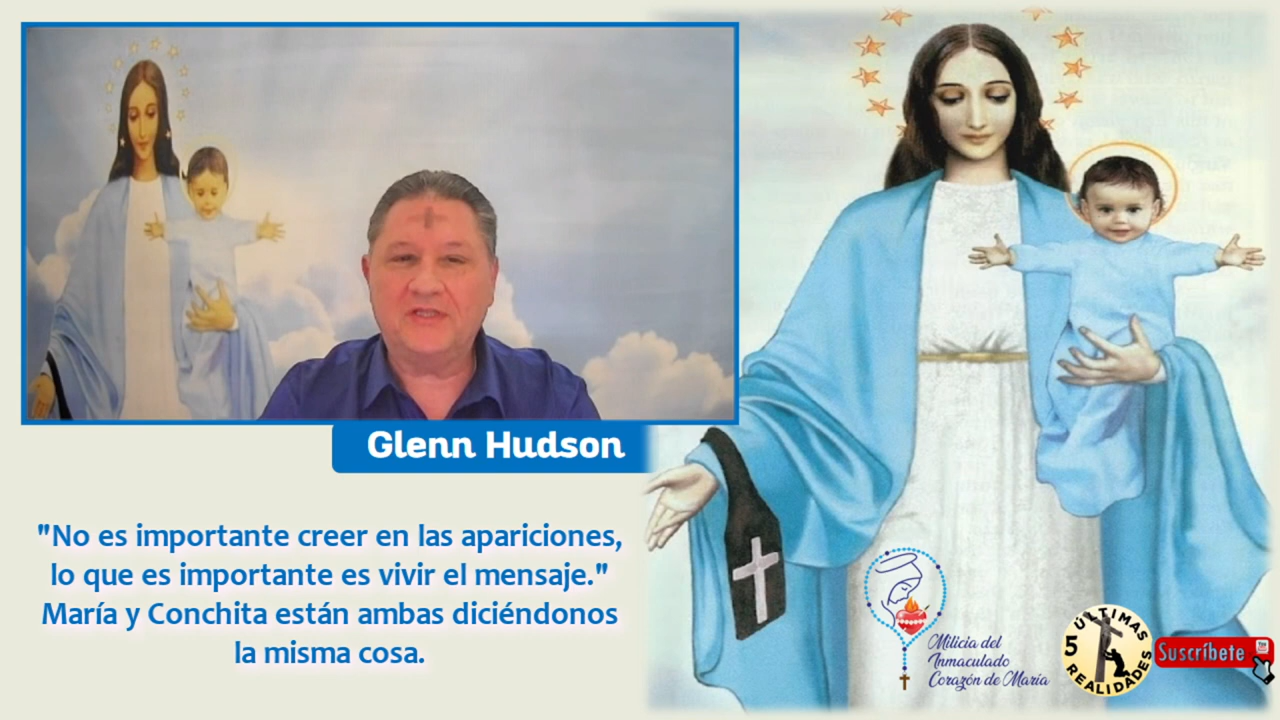 Glenn Hudson
"No es importante creer en las apariciones,
lo que es importante es vivir el mensaje."
María y Conchita están ambas diciéndonos
la misma cosa.
Milicia del
Inmaculado
Corazón de María
5 ÚLTIMAS
REALIDADES
Suscríbete